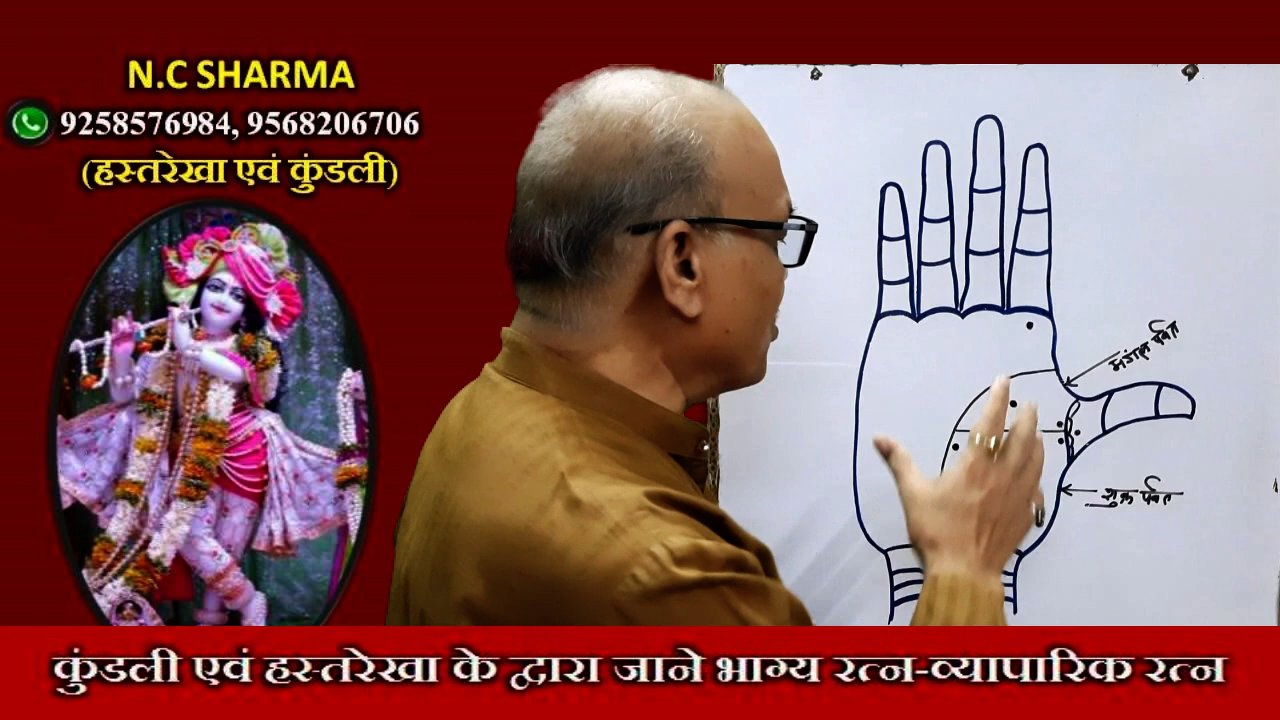 N.C SHARMA
9258576984, 9568206706
(हस्तरेखा एवं कुंडली)
मंगल पर्वत
शुक्र पर्वत
कुंडली एवं हस्तरेखा के द्वारा जाने भाग्य रत्न-व्यापारिक रत्न